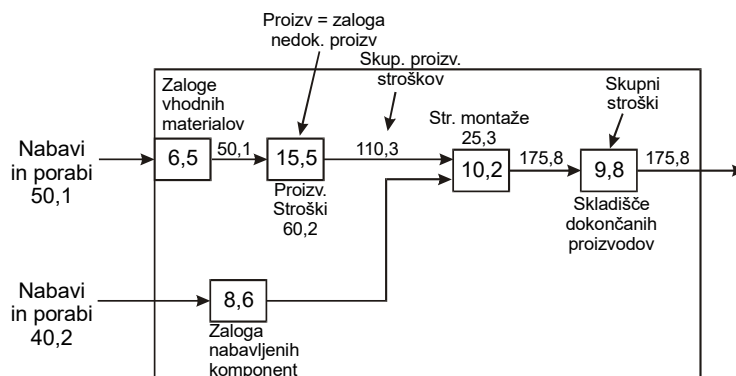 Proizv = zaloga
nedok. proizv
Skup. proizv.
stroškov
Zaloge
vhodnih
materialov
Str. montaže
25,3
Skupni
stroški
Nabavi
in porabi
50,1
6,5
50,1
15,5
110,3
10,2
175,8
9,8
175,8
Proizv.
Stroški
60,2
Skladišče
dokončanih
proizvodov
Nabavi
in porabi
40,2
8,6
Zaloga
nabavljenih
komponent